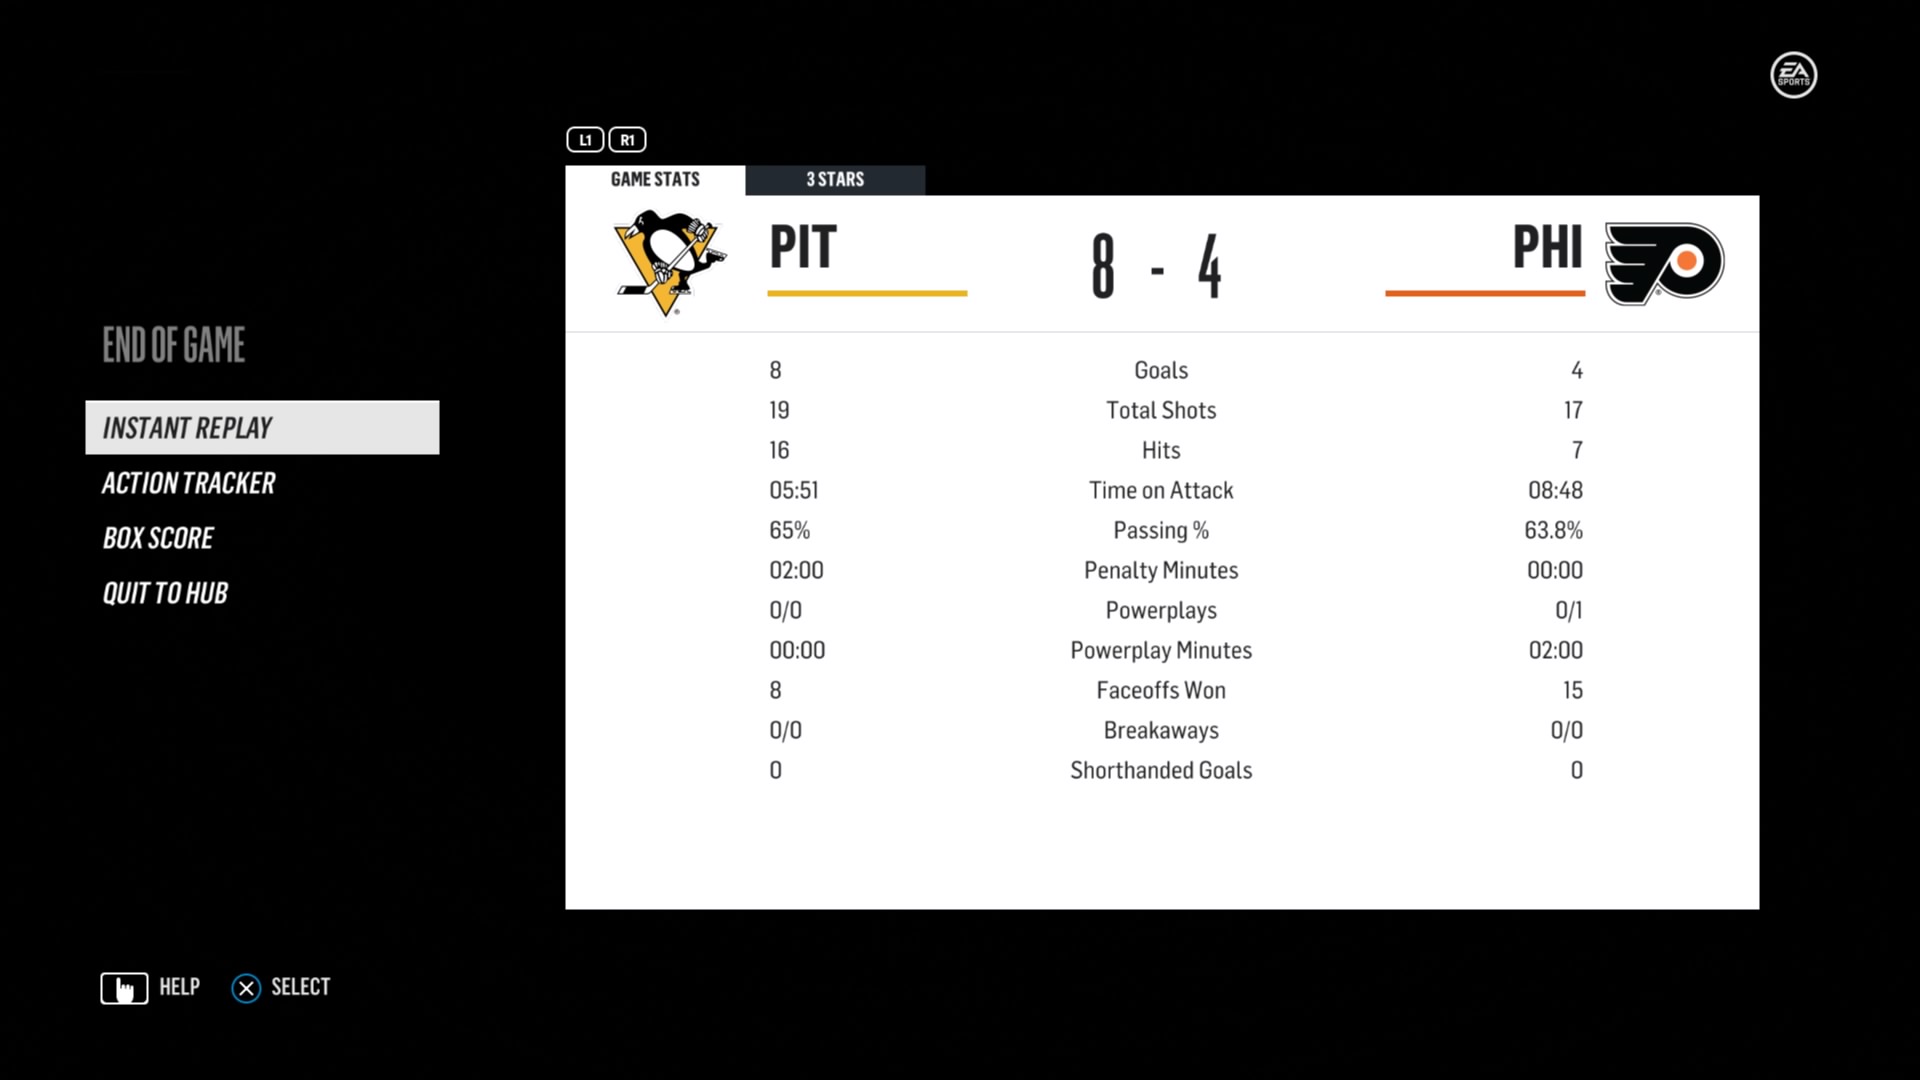 EA
SPORTS
L1 R1
GAME STATS 3 STARS
PIT 8 - 4 PHI
END OF GAME
INSTANT REPLAY
ACTION TRACKER
BOX SCORE
QUIT TO HUB
8 Goals 4
19 Total Shots 17
16 Hits 7
05:51 Time on Attack 08:48
65% Passing % 63.8%
02:00 Penalty Minutes 00:00
0/0 Powerplays 0/1
00:00 Powerplay Minutes 02:00
8 Faceoffs Won 15
0/0 Breakaways 0/0
0 Shorthanded Goals 0
HELP SELECT